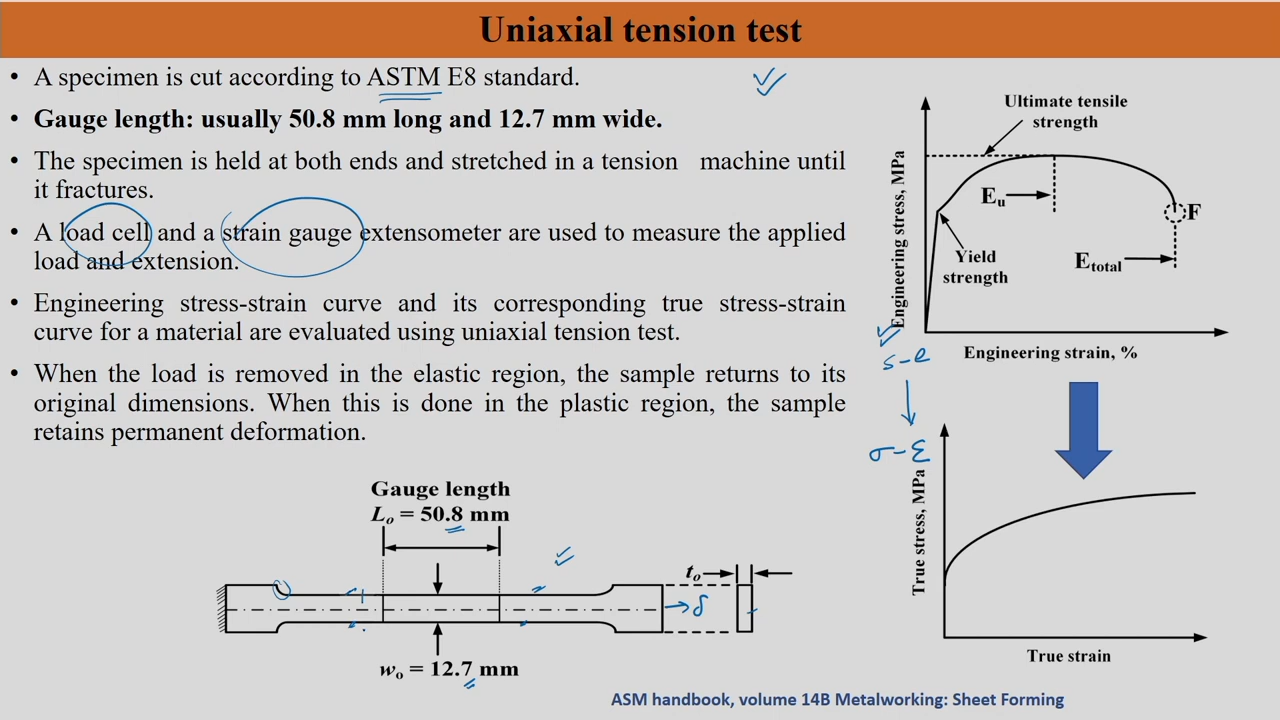 Uniaxial tension test
• A specimen is cut according to ASTM E8 standard.
• Gauge length: usually 50.8 mm long and 12.7 mm wide.
• The specimen is held at both ends and stretched in a tension machine until
it fractures.
• A load cell and a strain gauge extensometer are used to measure the applied
load and extension.
• Engineering stress-strain curve and its corresponding true stress-strain
curve for a material are evaluated using uniaxial tension test.
• When the load is removed in the elastic region, the sample returns to its
original dimensions. When this is done in the plastic region, the sample
retains permanent deformation.
Ultimate tensile
strength
Engineering stress, MPa
Eu
F
Yield
strength
Etotal
Engineering strain, %
s-e
σ-ε
True stress, MPa
True strain
Gauge length
Lo = 50.8 mm
to
δ
wo = 12.7 mm
ASM handbook, volume 14B Metalworking: Sheet Forming